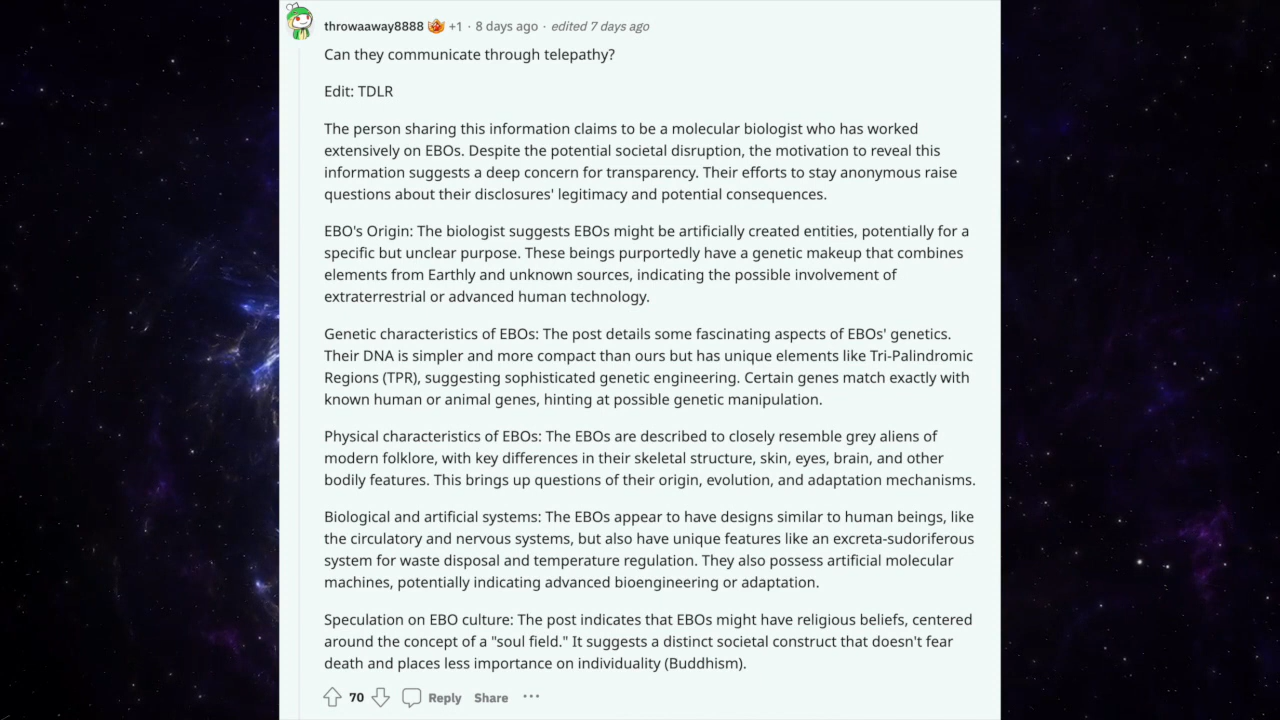 throwaaway8888 +1 · 8 days ago · edited 7 days ago
Can they communicate through telepathy?
Edit: TDLR
The person sharing this information claims to be a molecular biologist who has worked
extensively on EBOs. Despite the potential societal disruption, the motivation to reveal this
information suggests a deep concern for transparency. Their efforts to stay anonymous raise
questions about their disclosures' legitimacy and potential consequences.
EBO's Origin: The biologist suggests EBOs might be artificially created entities, potentially for a
specific but unclear purpose. These beings purportedly have a genetic makeup that combines
elements from Earthly and unknown sources, indicating the possible involvement of
extraterrestrial or advanced human technology.
Genetic characteristics of EBOs: The post details some fascinating aspects of EBOs' genetics.
Their DNA is simpler and more compact than ours but has unique elements like Tri-Palindromic
Regions (TPR), suggesting sophisticated genetic engineering. Certain genes match exactly with
known human or animal genes, hinting at possible genetic manipulation.
Physical characteristics of EBOs: The EBOs are described to closely resemble grey aliens of
modern folklore, with key differences in their skeletal structure, skin, eyes, brain, and other
bodily features. This brings up questions of their origin, evolution, and adaptation mechanisms.
Biological and artificial systems: The EBOs appear to have designs similar to human beings, like
the circulatory and nervous systems, but also have unique features like an excreta-sudoriferous
system for waste disposal and temperature regulation. They also possess artificial molecular
machines, potentially indicating advanced bioengineering or adaptation.
Speculation on EBO culture: The post indicates that EBOs might have religious beliefs, centered
around the concept of a "soul field." It suggests a distinct societal construct that doesn't fear
death and places less importance on individuality (Buddhism).
70 Reply Share ···